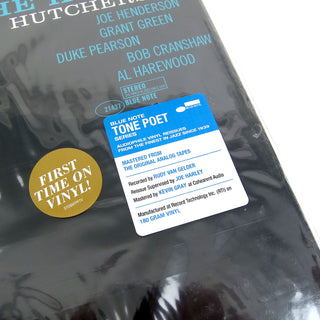 HUTCHER
JOE HENDERSON
GRANT GREEN
DUKE PEARSON
BOB CRANSHAW
AL HAREWOOD
STEREO
BLUE NOTE
BLUE NOTE
TONE POET
SERIES
AUDIOPHILE VINYL REISSUES
FROM THE FINEST IN JAZZ SINCE 1939
MASTERED FROM
THE ORIGINAL ANALOG TAPES
Recorded by RUDY VAN GELDER
Reissue Supervised by JOE HARLEY
Mastered by KEVIN GRAY at Cohearent Audio
Manufactured at Record Technology Inc. (RTI) on
180 GRAM VINYL
FIRST
TIME ON
VINYL!